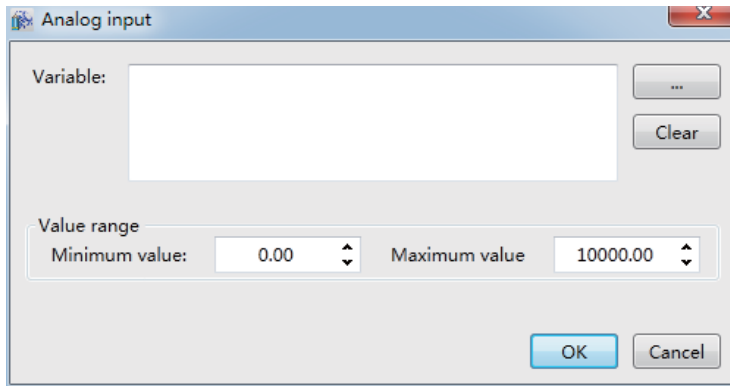 Analog input
Variable:
...
Clear
Value range
Minimum value: 0.00 Maximum value 10000.00
OK Cancel